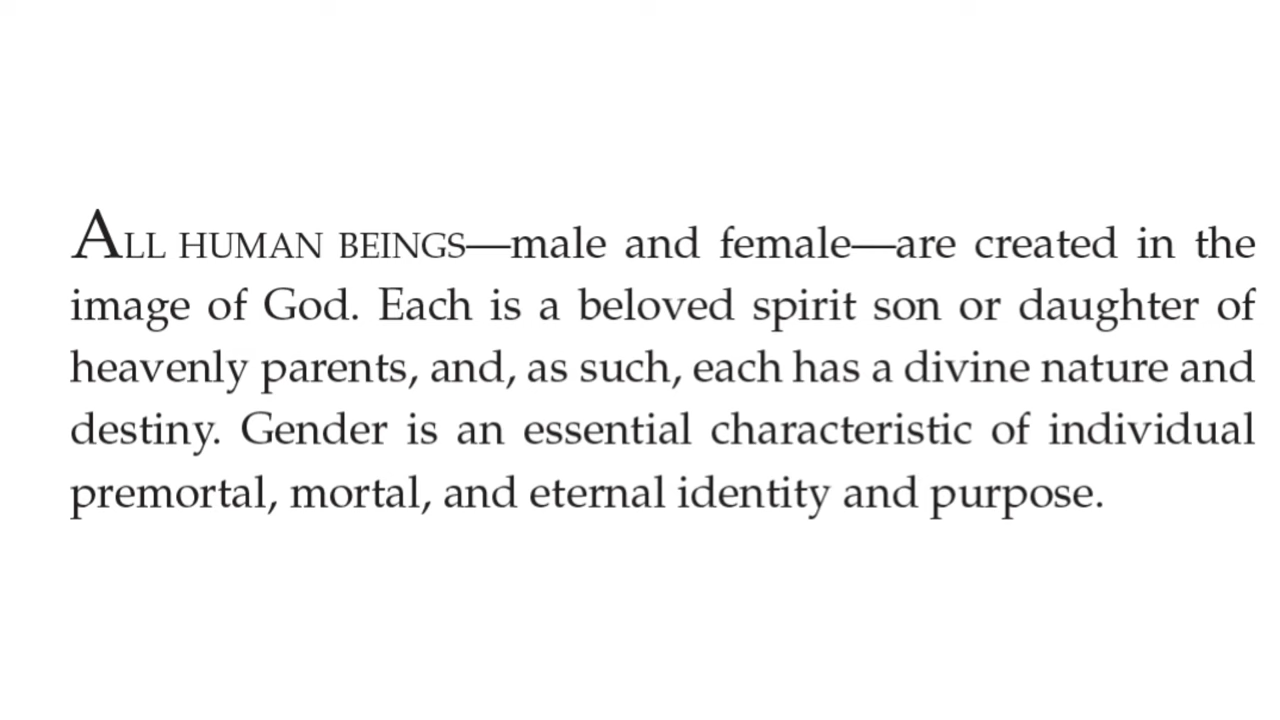 ALL HUMAN BEINGS—male and female—are created in the
image of God. Each is a beloved spirit son or daughter of
heavenly parents, and, as such, each has a divine nature and
destiny. Gender is an essential characteristic of individual
premortal, mortal, and eternal identity and purpose.